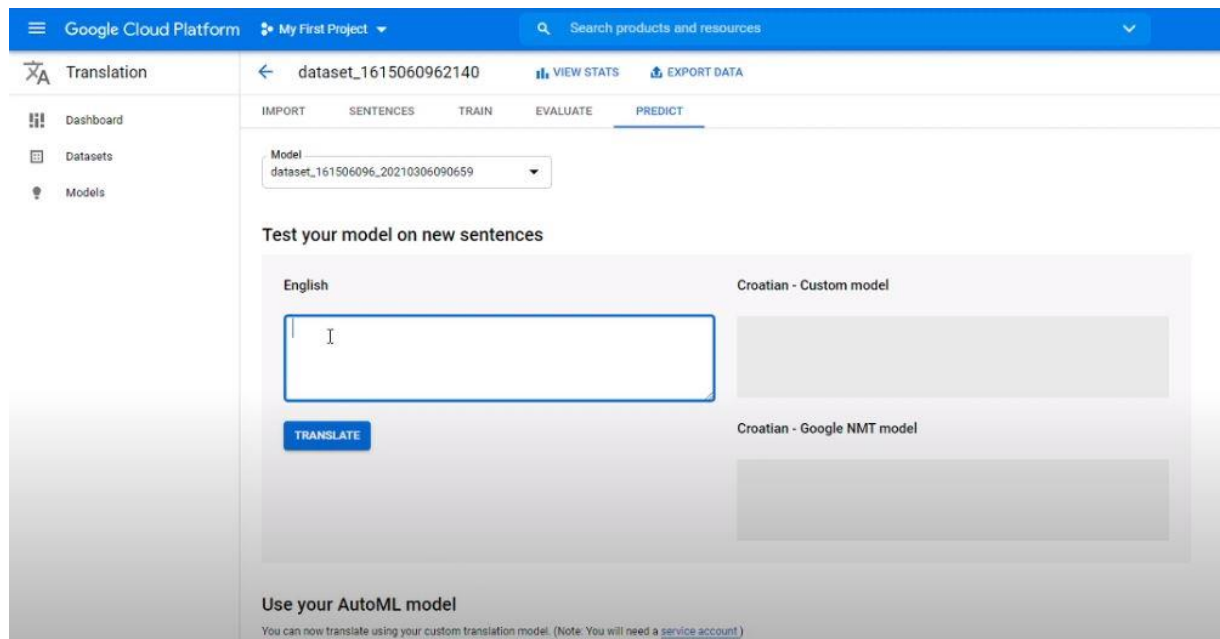 Google Cloud Platform My First Project Search products and resources
Translation dataset_1615060962140 VIEW STATS EXPORT DATA
IMPORT SENTENCES TRAIN EVALUATE PREDICT
Dashboard
Datasets
Models
Model
dataset_161506096_20210306090659
Test your model on new sentences
English Croatian - Custom model
TRANSLATE
Croatian - Google NMT model
Use your AutoML model
You can now translate using your custom translation model. (Note: You will need a service account )